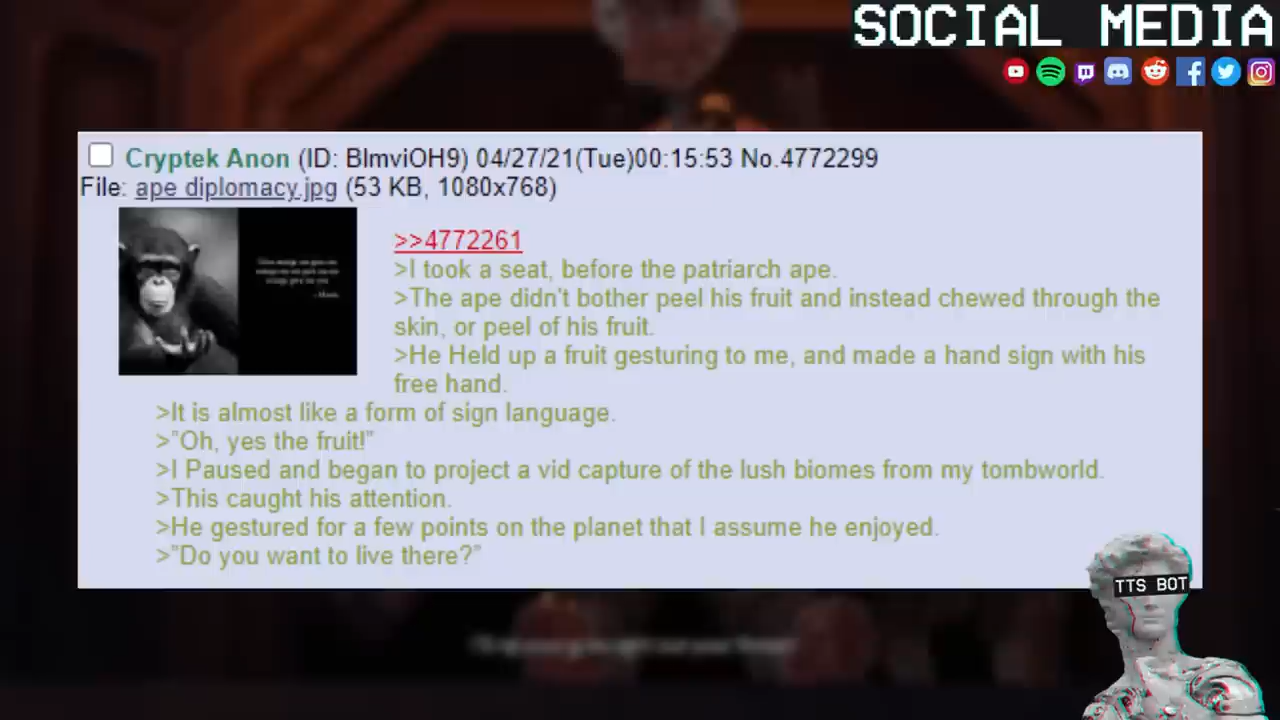 SOCIAL MEDIA
Cryptek Anon (ID: BlmviOH9) 04/27/21(Tue)00:15:53 No.4772299
File: ape diplomacy.jpg (53 KB, 1080x768)
>>4772261
>I took a seat, before the patriarch ape.
>The ape didn't bother peel his fruit and instead chewed through the
skin, or peel of his fruit.
>He Held up a fruit gesturing to me, and made a hand sign with his
free hand.
>It is almost like a form of sign language.
>"Oh, yes the fruit!"
>I Paused and began to project a vid capture of the lush biomes from my tombworld.
>This caught his attention.
>He gestured for a few points on the planet that I assume he enjoyed.
>"Do you want to live there?"
TTS BOT